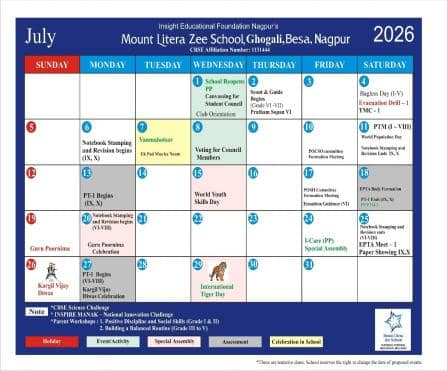 July
Insight Educational Foundation Nagpur's
Mount Litera Zee School, Ghogali, Besa, Nagpur
CBSE Affiliation Number: 1131444
2026
SUNDAY MONDAY TUESDAY WEDNESDAY THURSDAY FRIDAY SATURDAY
1 School Reopens
PP
Canvassing for
Student Council
Club Orientation
2
Scout & Guide
Begins
(Grade VI -VII)
Pratham Sopan VI
3
4
Bagless Day (I-V)
Evacuation Drill – 1
TMC - 1
5
6
Notebook Stamping
and Revision begins
(IX, X)
7
Vanmahotsav
Ek Ped Maa ke Naam
8
Voting for Council
Members
9
10
POCSO committee
Formation Meeting
11 PTM (I – VIII)
World Population Day
Notebook Stamping and
Revision Ends IX, X
12
13
PT-1 Begins
(IX, X)
14
15
World Youth
Skills Day
16
17
POSH Committee
Formation Meeting
Transition Guidance (VI)
18
EPTA Body Formation
PT-1 Ends (IX, X)
19
Guru Poornima
20 Notebook Stamping
and Revision begins
(VI-VIII)
Guru Poornima
Celebration
21
22
23
24
I-Care (PP)
Special Assembly
25
Notebook Stamping and
Revision ends
(VI-VIII)
EPTA Meet – 1
Paper Showing IX,X
26
Kargil Vijay
Diwas
27
PT-1 Begins
(VI-VIII)
Kargil Vijay
Diwas Celebration
28
29
International
Tiger Day
30
31
Note
*CBSE Science Challenge
* INSPIRE MANAK – National Innovation Challenge
*Parent Workshops : 1. Positive Discipline and Social Skills (Grade I & II)
2. Building a Balanced Routine (Grade III to V)
Mount Litera
Zee School
Holiday Event/Activity Special Assembly Assessment Celebration in School
*These are tentative dates. School reserves the right to change the date of proposed events.